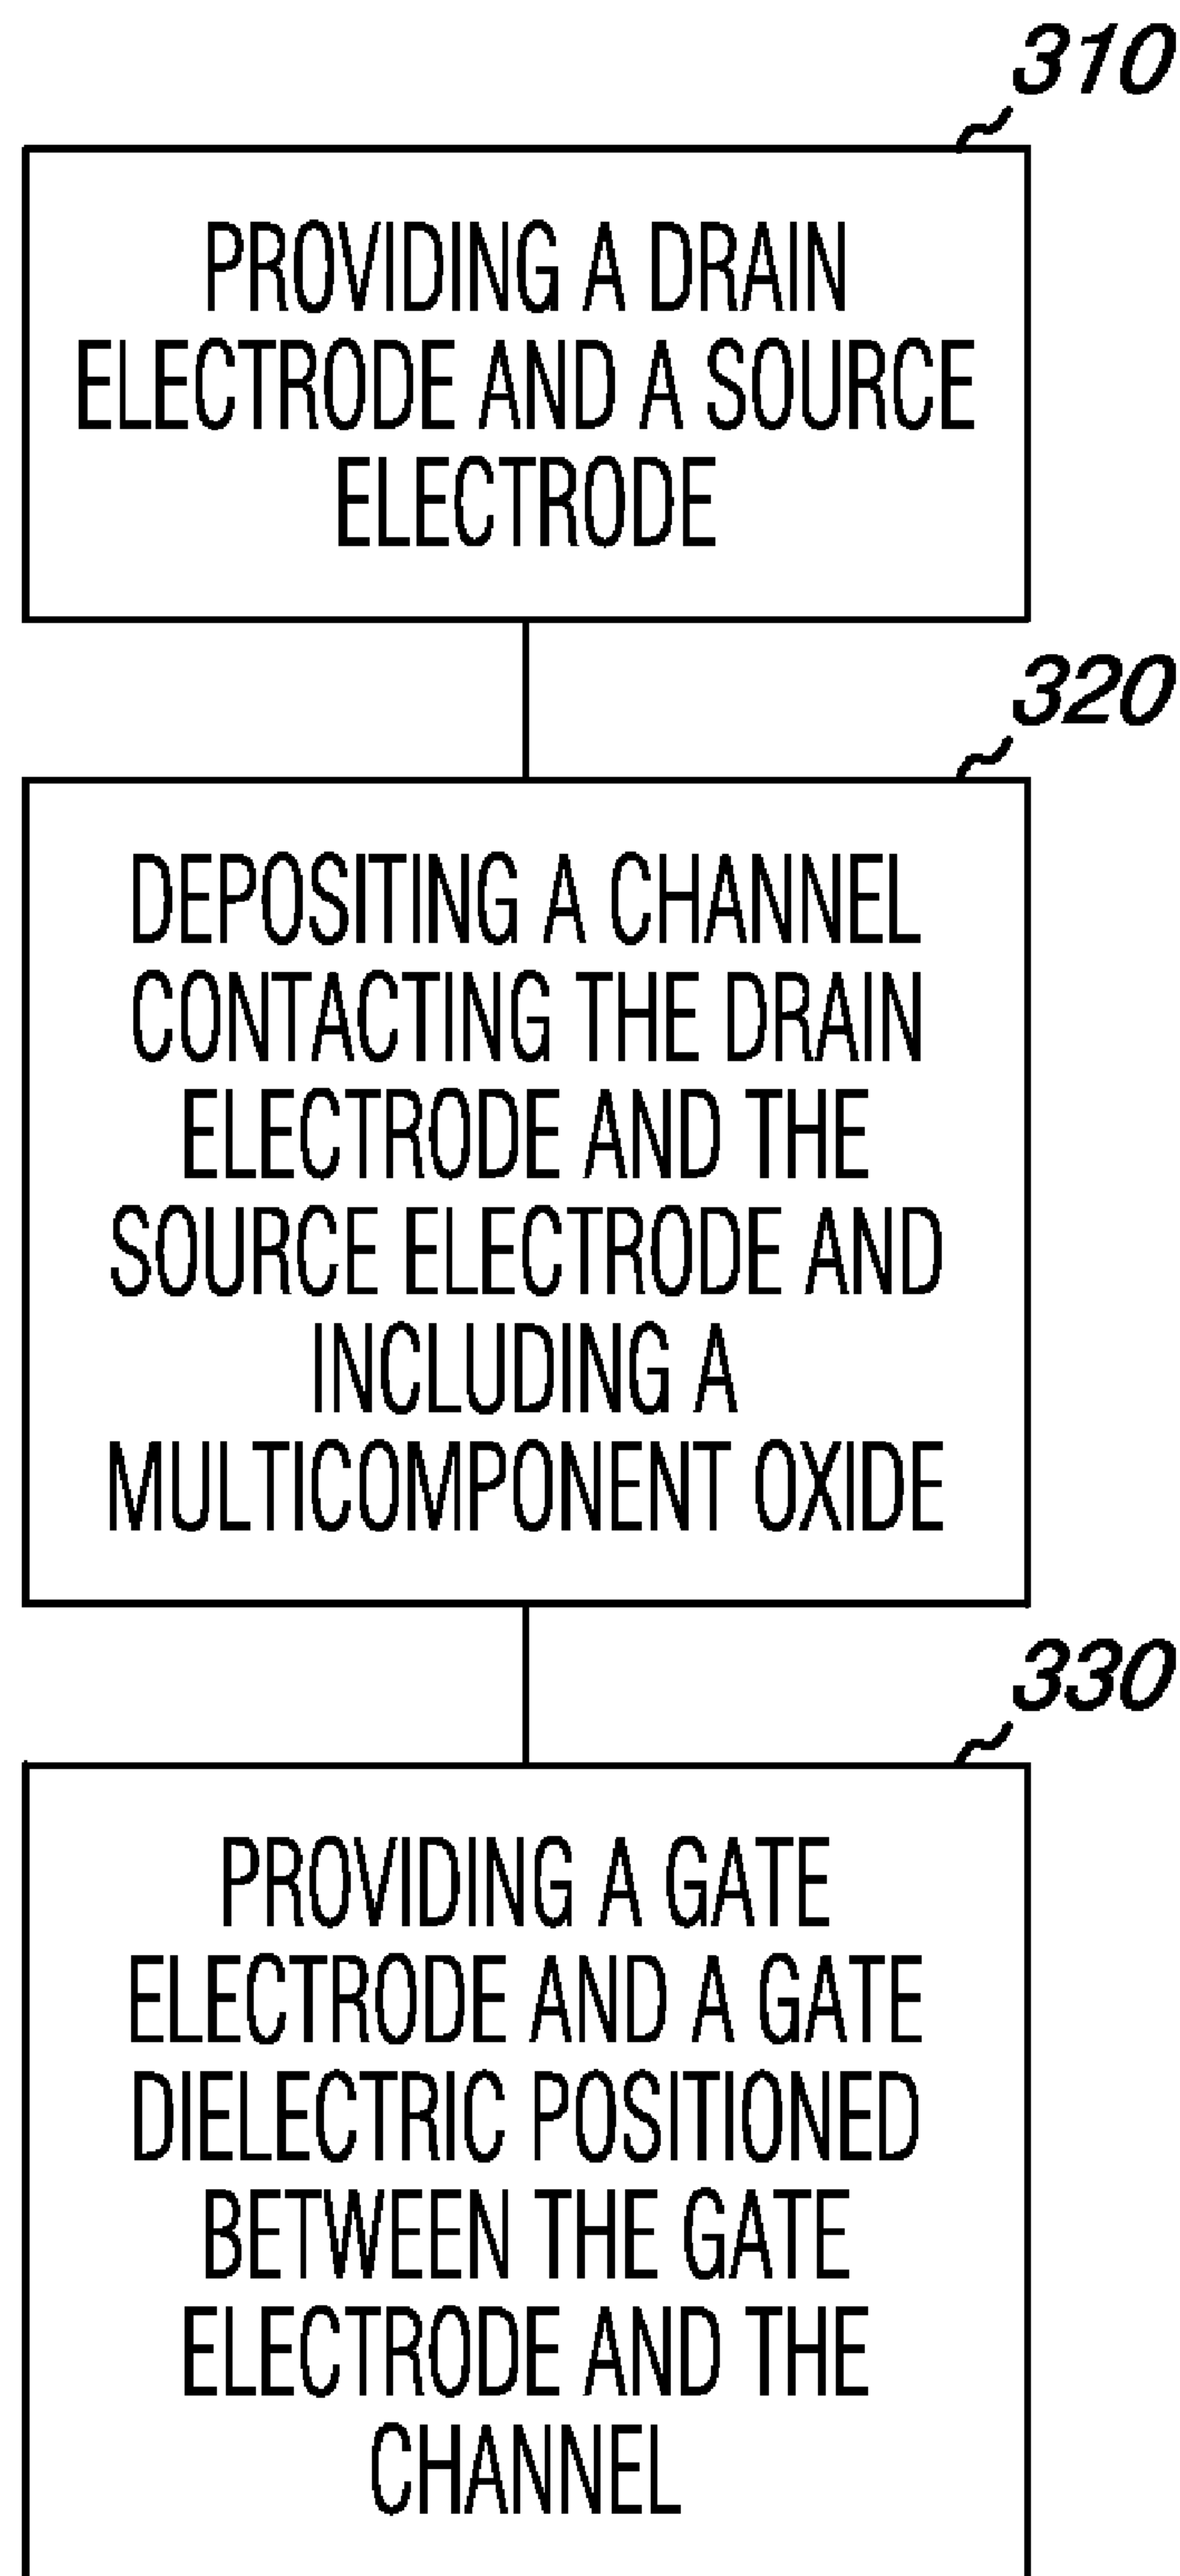 310
PROVIDING A DRAIN
ELECTRODE AND A SOURCE
ELECTRODE
320
DEPOSITING A CHANNEL
CONTACTING THE DRAIN
ELECTRODE AND THE
SOURCE ELECTRODE AND
INCLUDING A
MULTICOMPONENT OXIDE
330
PROVIDING A GATE
ELECTRODE AND A GATE
DIELECTRIC POSITIONED
BETWEEN THE GATE
ELECTRODE AND THE
CHANNEL